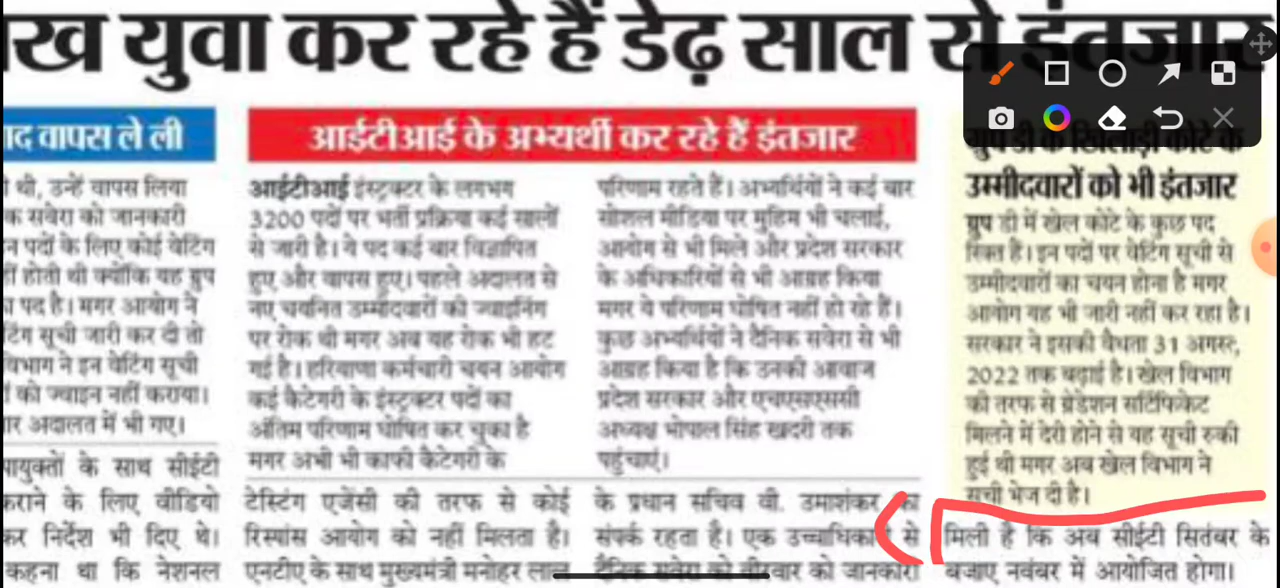 ख युवा कर रहे हैं डेढ़ साल से इंतजार
ाद वापस ले ली
ो थी, उन्हें वापस लिया
क सवेरा को जानकारी
न पदों के लिए कोई वेटिंग
हीं होती थी क्योंकि यह ग्रुप
ा पद है। मगर आयोग ने
टिंग सूची जारी कर दी तो
विभाग ने इन वेटिंग सूची
ं को ज्वाइन नहीं कराया।
ार अदालत में भी गए।
पायुक्तों के साथ सीईटी
कराने के लिए वीडियो
कर निर्देश भी दिए थे।
कहना था कि नेशनल
आईटीआई के अभ्यर्थी कर रहे हैं इंतजार
आईटीआई इंस्ट्रक्टर के लगभग
3200 पदों पर भर्ती प्रक्रिया कई सालों
से जारी है। ये पद कई बार विज्ञापित
हुए और वापस हुए। पहले अदालत से
नए चयनित उम्मीदवारों की ज्वाइनिंग
पर रोक थी मगर अब यह रोक भी हट
गई है। हरियाणा कर्मचारी चयन आयोग
कई कैटेगरी के इंस्ट्रक्टर पदों का
अंतिम परिणाम घोषित कर चुका है
मगर अभी भी काफी कैटेगरी के
परिणाम रहते हैं। अभ्यर्थियों ने कई बार
सोशल मीडिया पर मुहिम भी चलाई,
आयोग से भी मिले और प्रदेश सरकार
के अधिकारियों से भी आग्रह किया
मगर ये परिणाम घोषित नहीं हो रहे हैं।
कुछ अभ्यर्थियों ने दैनिक सवेरा से भी
आग्रह किया है कि उनकी आवाज
प्रदेश सरकार और एचएसएससी
अध्यक्ष भोपाल सिंह खदरी तक
पहुंचाएं।
टेस्टिंग एजेंसी की तरफ से कोई
रिस्पांस आयोग को नहीं मिलता है।
एनटीए के साथ मुख्यमंत्री मनोहर लाल
के प्रधान सचिव वी. उमाशंकर का
संपर्क रहता है। एक उच्चाधिकारी से
दैनिक सवेरा को वीरवार को जानकारी
ग्रुप डी के खिलाड़ी कोटे के
उम्मीदवारों को भी इंतजार
ग्रुप डी में खेल कोटे के कुछ पद
रिक्त हैं। इन पदों पर वेटिंग सूची से
उम्मीदवारों का चयन होना है मगर
आयोग यह भी जारी नहीं कर रहा है।
सरकार ने इसकी वैधता 31 अगस्त,
2022 तक बढ़ाई है। खेल विभाग
की तरफ से ग्रेडेशन सर्टिफिकेट
मिलने में देरी होने से यह सूची रुकी
हुई थी मगर अब खेल विभाग ने
सूची भेज दी है।
मिली है कि अब सीईटी सितंबर के
बजाए नवंबर में आयोजित होगा।